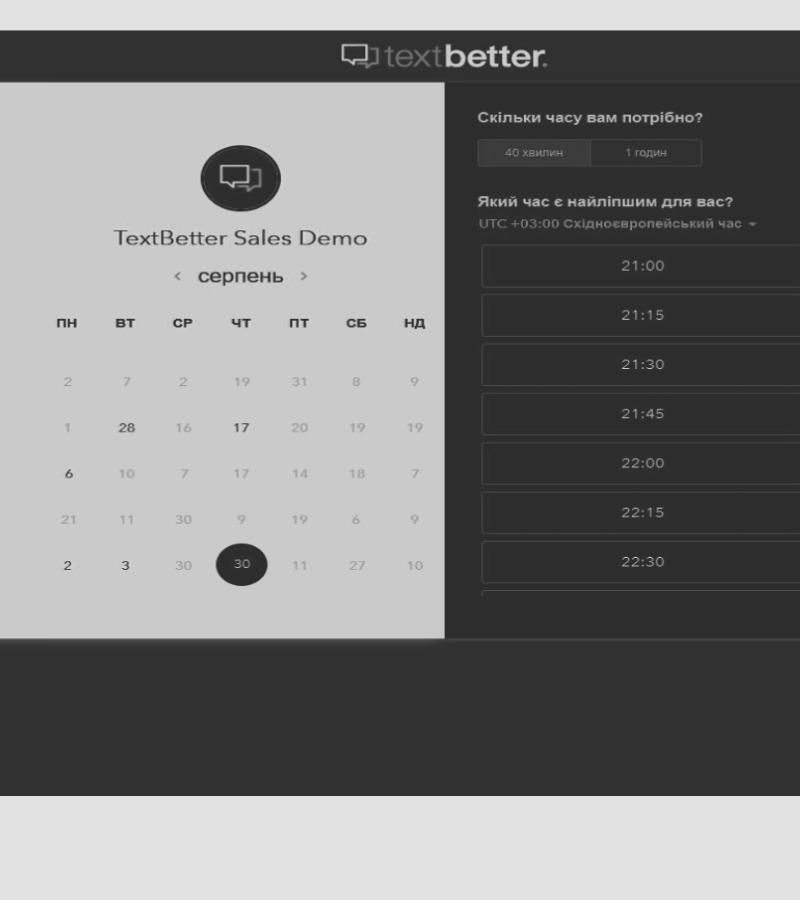 textbetter.
TextBetter Sales Demo
< серпень >
ПН ВТ СР ЧТ ПТ СБ НД
2 7 2 19 31 8 9
1 28 16 17 20 19 19
6 10 7 17 14 18 7
21 11 30 9 19 6 9
2 3 30 30 11 27 10
Скільки часу вам потрібно?
40 хвилин 1 годин
Який час є найліпшим для вас?
UTC +03:00 Східноєвропейський час
21:00
21:15
21:30
21:45
22:00
22:15
22:30